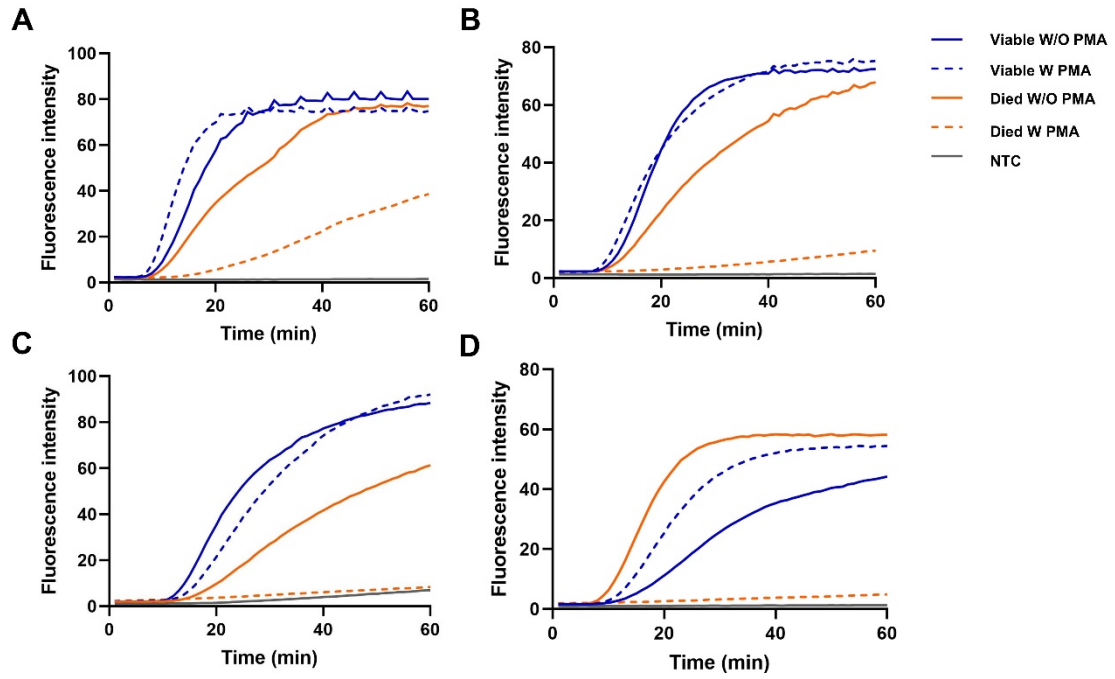 A
100
80
60
40
20
0
Fluorescence intensity
0 20 40 60
Time (min)
B
80
60
40
20
0
Fluorescence intensity
0 20 40 60
Time (min)
Viable W/O PMA
Viable W PMA
Died W/O PMA
Died W PMA
NTC
C
100
80
60
40
20
0
Fluorescence intensity
0 20 40 60
Time (min)
D
80
60
40
20
0
Fluorescence intensity
0 20 40 60
Time (min)